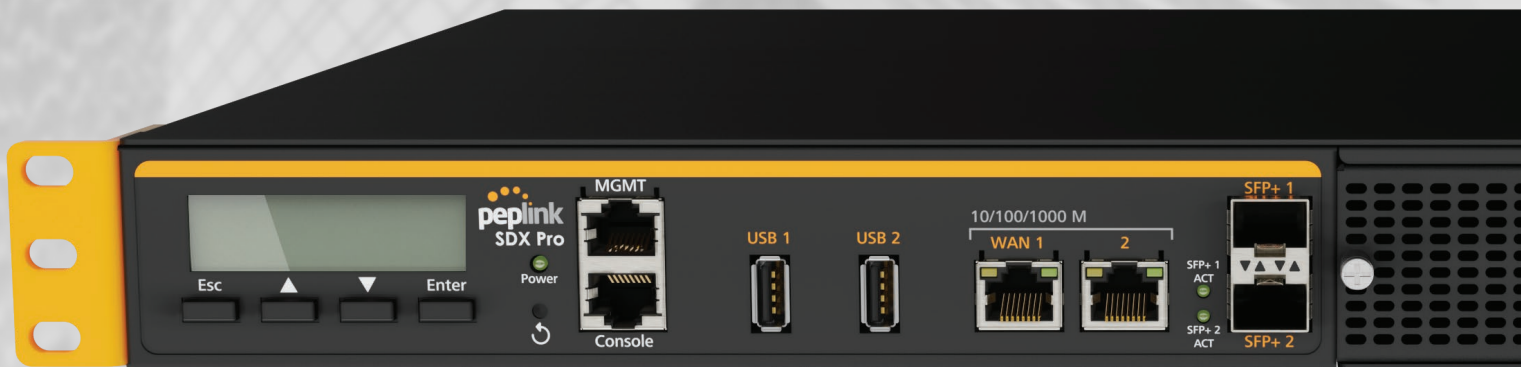 Esc
Enter
peplink
SDX Pro
Power
MGMT
Console
USB 1
USB 2
10/100/1000 M
WAN 1
2
SFP+ 1
ACT
SFP+ 2
ACT
SFP+ 1
SFP+ 2